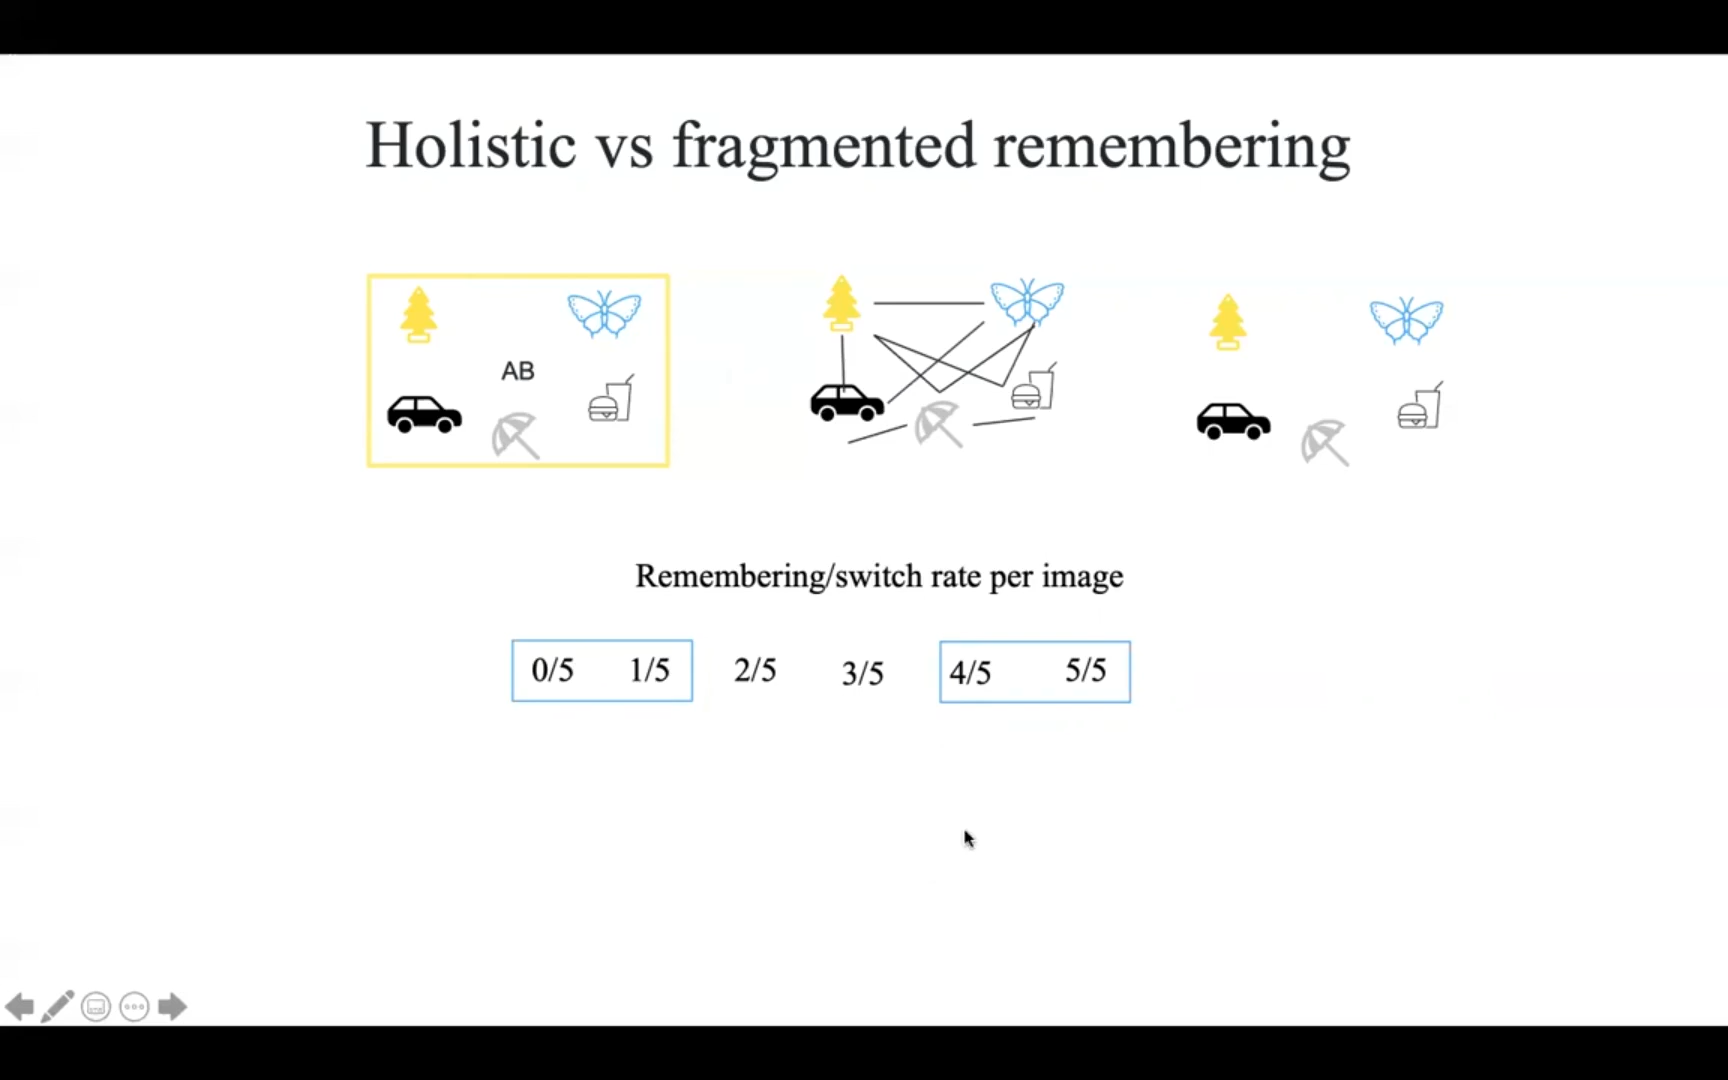 Holistic vs fragmented remembering
AB
Remembering/switch rate per image
0/5 1/5 2/5 3/5 4/5 5/5